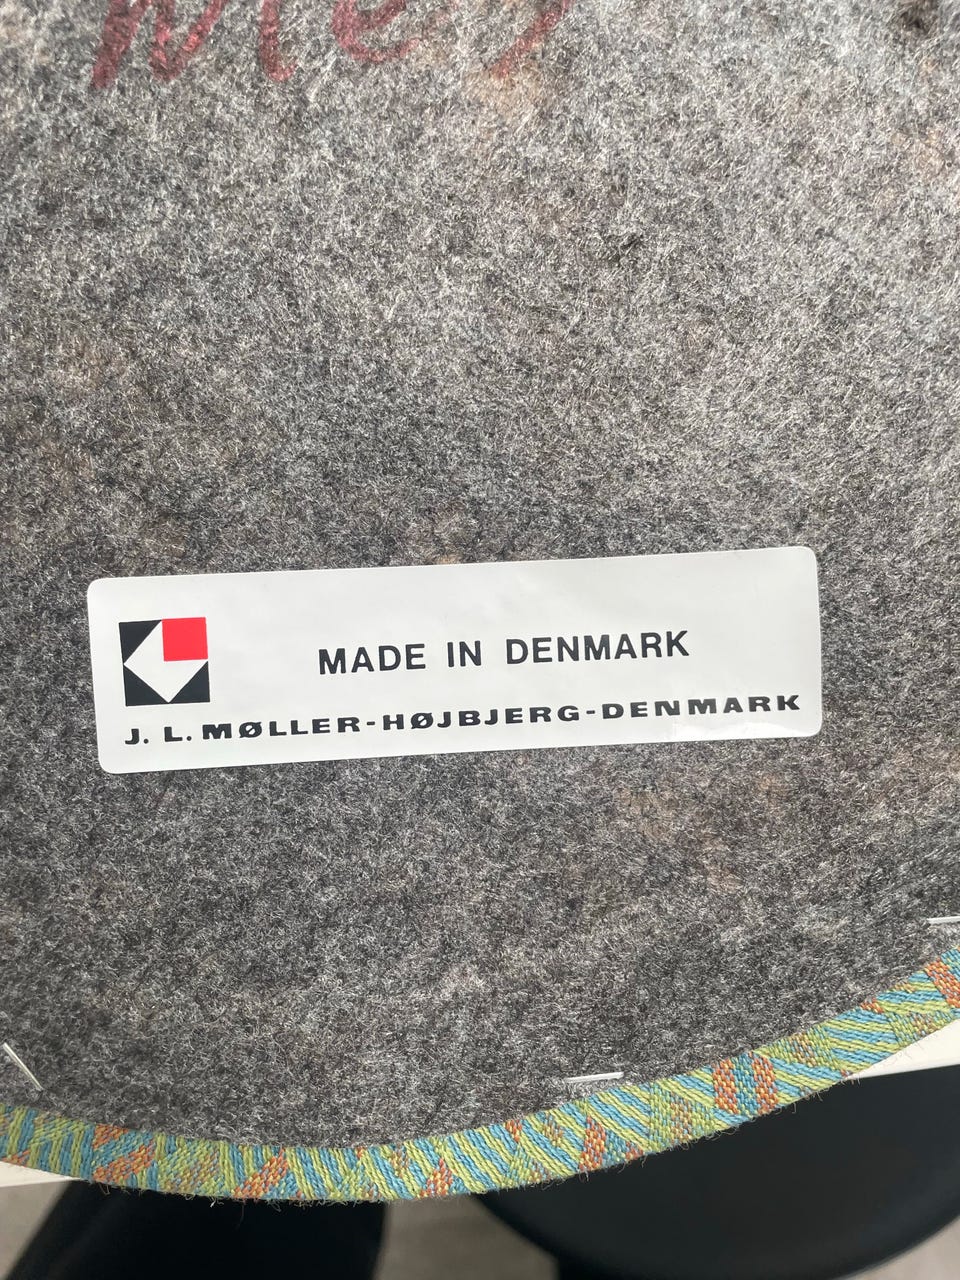 MADE IN DENMARK
J. L. MØLLER-HØJBJERG-DENMARK